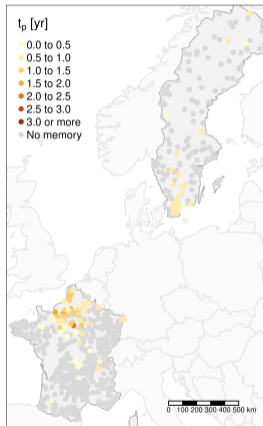 t_p [yr]
0.0 to 0.5
0.5 to 1.0
1.0 to 1.5
1.5 to 2.0
2.0 to 2.5
2.5 to 3.0
3.0 or more
No memory
0 100 200 300 400 500 km